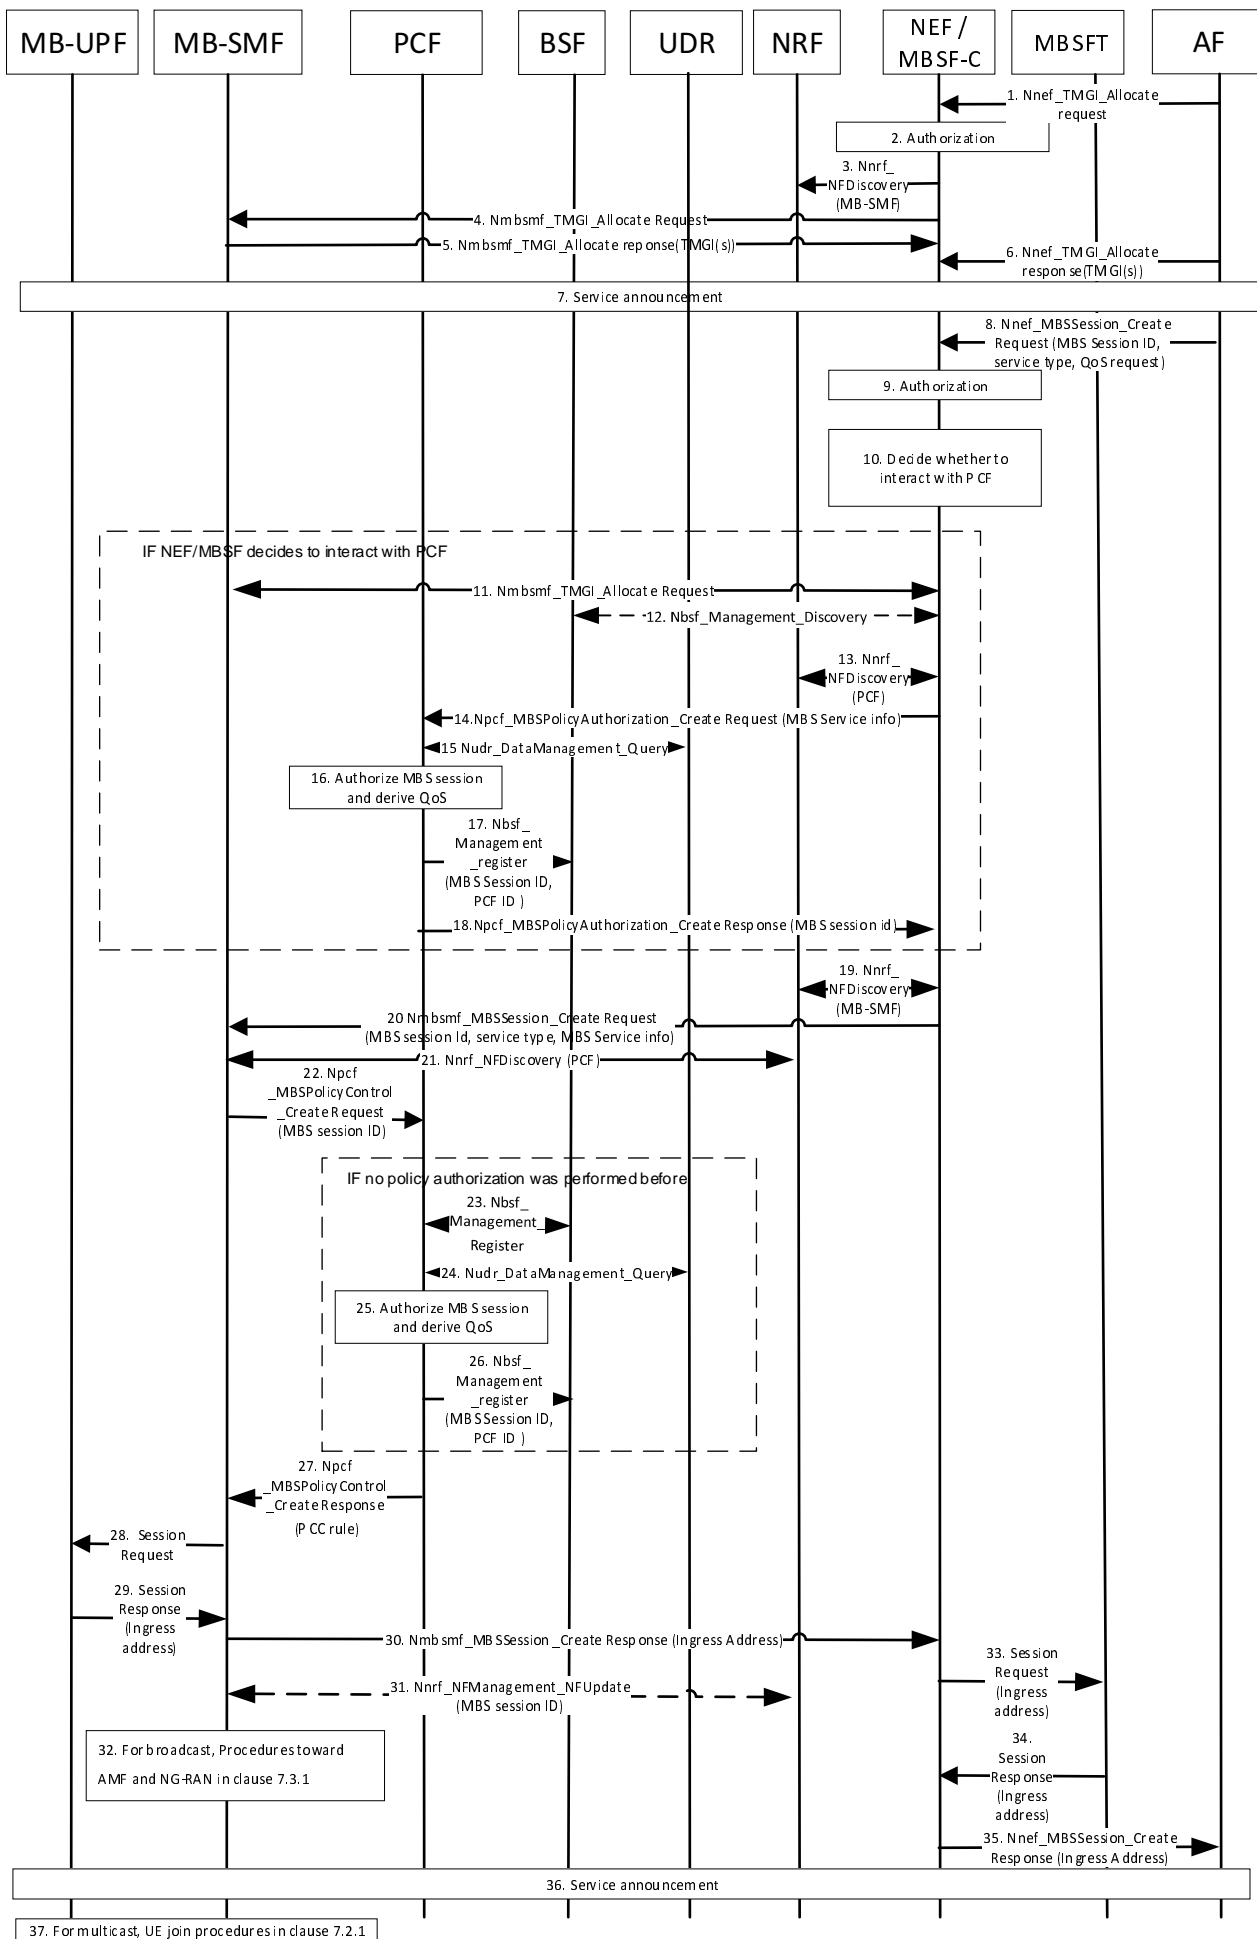 MB-UPF
MB-SMF
PCF
BSF
UDR
NRF
NEF /
MBSF-C
MBSFT
AF
1. Nnef_TMGI_Allocate
request
2. Authorization
3. Nnrf_
NFDiscovery
(MB-SMF)
4. Nmbsmf_TMGI_Allocate Request
5. Nmbsmf_TMGI_Allocate reponse(TMGI(s))
6. Nnef_TMGI_Allocate
response(TMGI(s))
7. Service announcement
8. Nnef_MBSSession_Create
Request (MBS Session ID,
service type, QoS request)
9. Authorization
10. Decide whether to
interact with PCF
IF NEF/MBSF decides to interact with PCF
11. Nmbsmf_TMGI_Allocate Request
12. Nbsf_Management_Discovery
13. Nnrf_
NFDiscovery
(PCF)
14.Npcf_MBSPolicyAuthorization_Create Request (MBS Service info)
15 Nudr_DataManagement_Query
16. Authorize MBS session
and derive QoS
17. Nbsf_
Management
_register
(MBS Session ID,
PCF ID )
18.Npcf_MBSPolicyAuthorization_Create Response (MBS session id)
19. Nnrf_
NFDiscovery
(MB-SMF)
20 Nmbsmf_MBSSession_Create Request
(MBS session Id, service type, MBS Service info)
21. Nnrf_NFDiscovery (PCF)
22. Npcf
_MBSPolicyControl
_Create Request
(MBS session ID)
IF no policy authorization was performed before
23. Nbsf_
Management_
Register
24. Nudr_DataManagement_Query
25. Authorize MBS session
and derive QoS
26. Nbsf_
Management
_register
(MBS Session ID,
PCF ID )
27. Npcf
_MBSPolicyControl
_Create Response
(PCC rule)
28. Session
Request
29. Session
Response
(Ingress
address)
30. Nmbsmf_MBSSession_Create Response (Ingress Address)
31. Nnrf_NFManagement_NFUpdate
(MBS session ID)
32. For broadcast, Procedures toward
AMF and NG-RAN in clause 7.3.1
33. Session
Request
(Ingress
address)
34.
Session
Response
(Ingress
address)
35. Nnef_MBSSession_Create
Response (Ingress Address)
36. Service announcement
37. For multicast, UE join procedures in clause 7.2.1